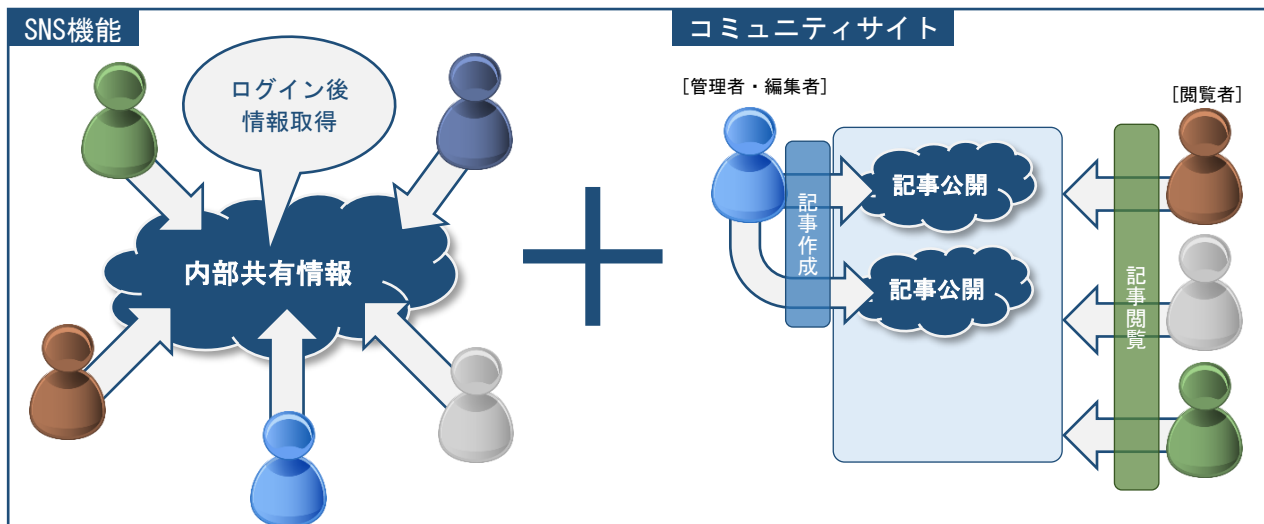 SNS機能
ログイン後
情報取得
内部共有情報
コミュニティサイト
[管理者・編集者]
[閲覧者]
記事作成
記事公開
記事公開
記事閲覧